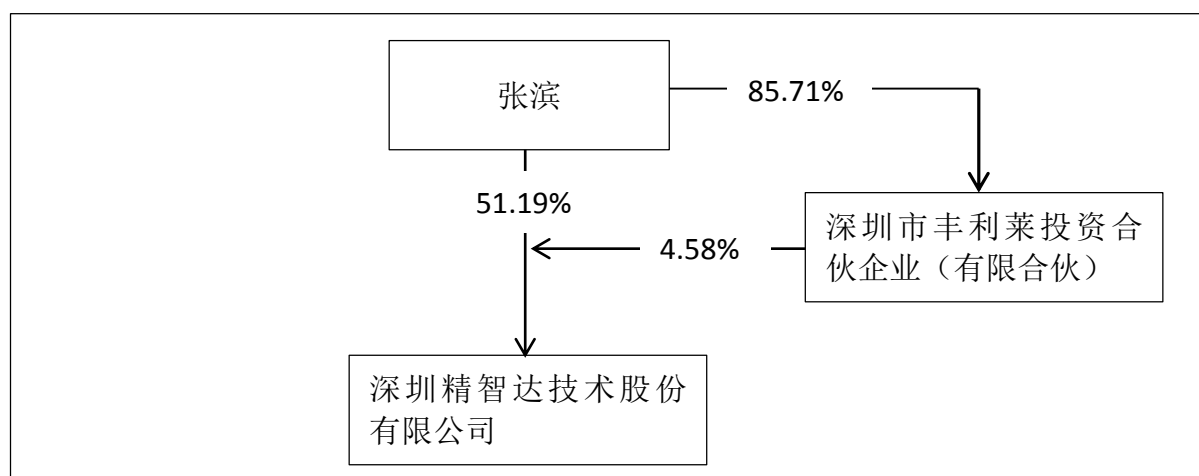 张滨
85.71%
51.19%
深圳市丰利莱投资合
伙企业（有限合伙）
4.58%
深圳精智达技术股份
有限公司